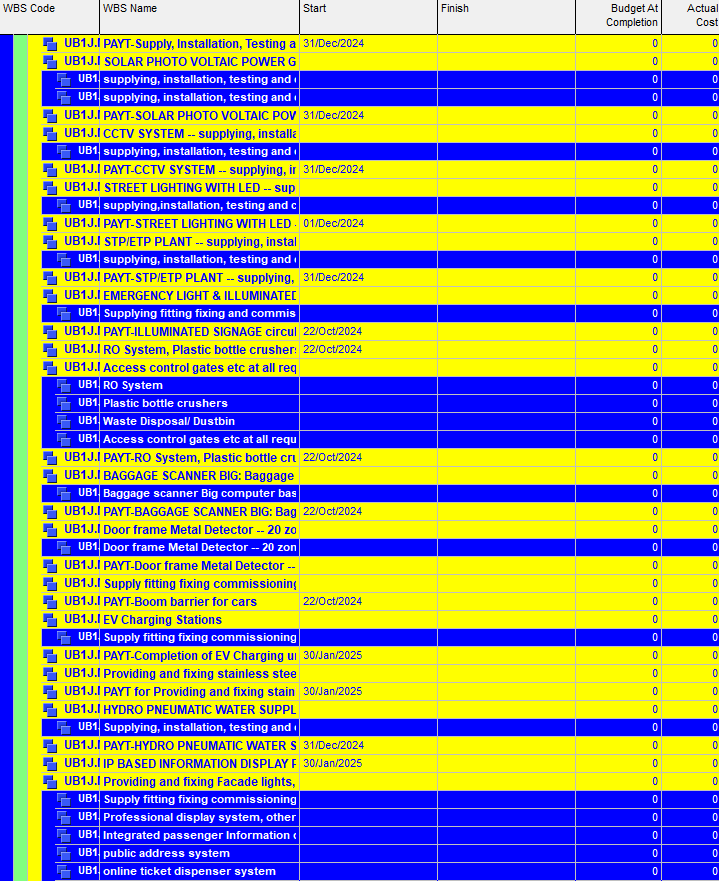 WBS Code WBS Name Start Finish Budget At Completion Actual Cost
UB1J.I PAYT-Supply, Installation, Testing a 31/Dec/2024 0 0
UB1J.I SOLAR PHOTO VOLTAIC POWER G 0 0
UB1. supplying, installation, testing and 0 0
UB1. supplying, installation, testing and 0 0
UB1J.I PAYT-SOLAR PHOTO VOLTAIC POW 31/Dec/2024 0 0
UB1J.I CCTV SYSTEM -- supplying, installa 0 0
UB1. supplying, installation, testing and 0 0
UB1J.I PAYT-CCTV SYSTEM -- supplying, in 31/Dec/2024 0 0
UB1J.I STREET LIGHTING WITH LED -- sup 0 0
UB1. supplying,installation, testing and c 0 0
UB1J.I PAYT-STREET LIGHTING WITH LED - 01/Dec/2024 0 0
UB1J.I STP/ETP PLANT -- supplying, instal 0 0
UB1. supplying, installation, testing and 0 0
UB1J.I PAYT-STP/ETP PLANT -- supplying, 31/Dec/2024 0 0
UB1J.I EMERGENCY LIGHT & ILLUMINATED 0 0
UB1. Supplying fitting fixing and commis 0 0
UB1J.I PAYT-ILLUMINATED SIGNAGE circul 22/Oct/2024 0 0
UB1J.I RO System, Plastic bottle crushers 22/Oct/2024 0 0
UB1J.I Access control gates etc at all req 0 0
UB1. RO System 0 0
UB1. Plastic bottle crushers 0 0
UB1. Waste Disposal/ Dustbin 0 0
UB1. Access control gates etc at all requ 0 0
UB1J.I PAYT-RO System, Plastic bottle cru 22/Oct/2024 0 0
UB1J.I BAGGAGE SCANNER BIG: Baggage 0 0
UB1. Baggage scanner Big computer bas 0 0
UB1J.I PAYT-BAGGAGE SCANNER BIG: Bag 22/Oct/2024 0 0
UB1J.I Door frame Metal Detector -- 20 zo 0 0
UB1. Door frame Metal Detector -- 20 zon 0 0
UB1J.I PAYT-Door frame Metal Detector -- 0 0
UB1J.I Supply fitting fixing commissioning 0 0
UB1J.I PAYT-Boom barrier for cars 22/Oct/2024 0 0
UB1J.I EV Charging Stations 0 0
UB1. Supply fitting fixing commissioning 0 0
UB1J.I PAYT-Completion of EV Charging u 30/Jan/2025 0 0
UB1J.I Providing and fixing stainless stee 0 0
UB1J.I PAYT for Providing and fixing stain 30/Jan/2025 0 0
UB1J.I HYDRO PNEUMATIC WATER SUPPL 0 0
UB1. Supplying, installation, testing and 0 0
UB1J.I PAYT-HYDRO PNEUMATIC WATER S 31/Dec/2024 0 0
UB1J.I IP BASED INFORMATION DISPLAY P 30/Jan/2025 0 0
UB1J.I Providing and fixing Facade lights, 0 0
UB1. Supply fitting fixing commissioning 0 0
UB1. Professional display system, other 0 0
UB1. Integrated passenger Information 0 0
UB1. public address system 0 0
UB1. online ticket dispenser system 0 0